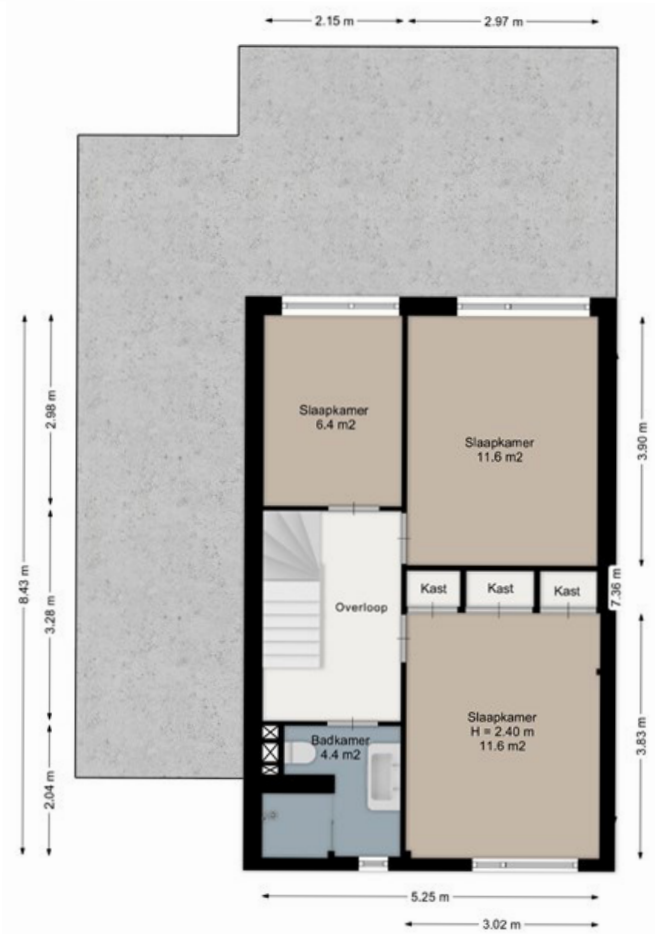 2.15 m
2.97 m
Slaapkamer
6.4 m2
Slaapkamer
11.6 m2
2.98 m
3.90 m
8.43 m
3.28 m
Kast
Kast
Kast
7.36 m
Overloop
Slaapkamer
H = 2.40 m
11.6 m2
Badkamer
4.4 m2
2.04 m
3.83 m
5.25 m
3.02 m